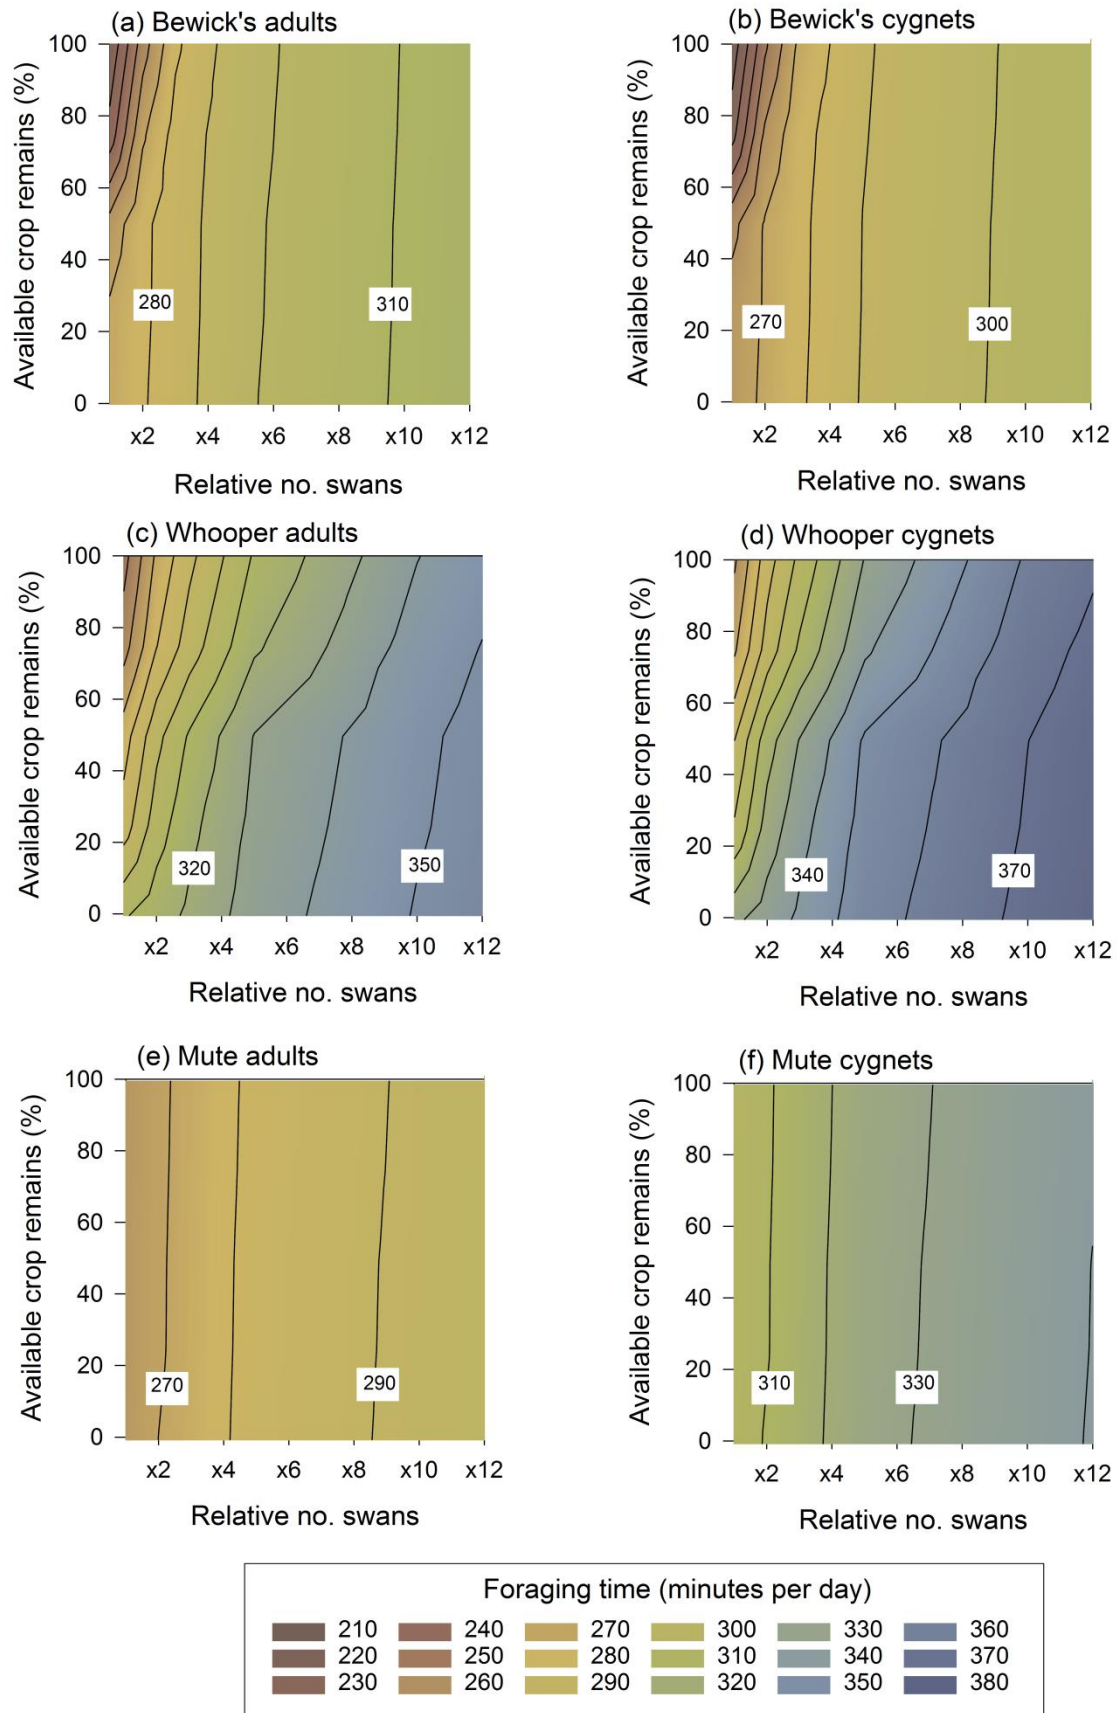 (a) Bewick's adults
(b) Bewick's cygnets
Available crop remains (%)
100
80
60
40
20
0
280
310
x2 x4 x6 x8 x10 x12
Relative no. swans
Available crop remains (%)
100
80
60
40
20
0
270
300
x2 x4 x6 x8 x10 x12
Relative no. swans
(c) Whooper adults
(d) Whooper cygnets
Available crop remains (%)
100
80
60
40
20
0
320
350
x2 x4 x6 x8 x10 x12
Relative no. swans
Available crop remains (%)
100
80
60
40
20
0
340
370
x2 x4 x6 x8 x10 x12
Relative no. swans
(e) Mute adults
(f) Mute cygnets
Available crop remains (%)
100
80
60
40
20
0
270
290
x2 x4 x6 x8 x10 x12
Relative no. swans
Available crop remains (%)
100
80
60
40
20
0
310
330
x2 x4 x6 x8 x10 x12
Relative no. swans
Foraging time (minutes per day)
210 240 270 300 330 360
220 250 280 310 340 370
230 260 290 320 350 380